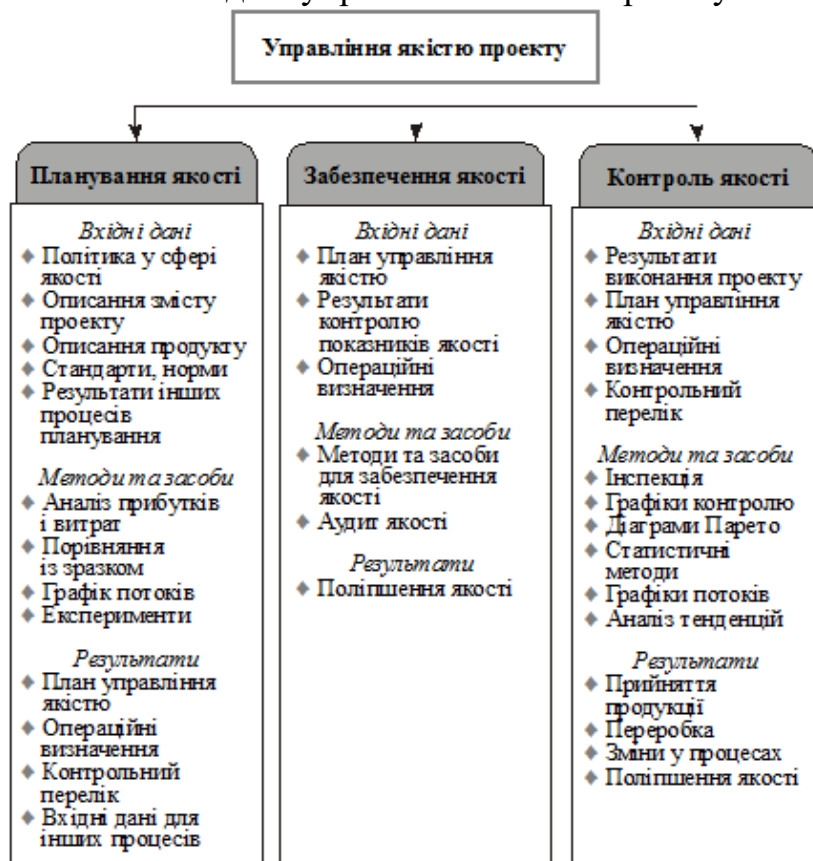 Управління якістю проекту
Планування якості
Вхідні дані
Політика у сфері
якості
Описання змісту
проекту
Описання продукту
Стандарти, норми
Результати інших
процесів
планування
Методи та засоби
Аналіз прибутків
і витрат
Порівняння
із зразком
Графік потоків
Експерименти
Результати
План управління
якістю
Операційні
визначення
Контрольний
перелік
Вхідні дані для
інших процесів
Забезпечення якості
Вхідні дані
План управління
якістю
Результати
контролю
показників якості
Операційні
визначення
Методи та засоби
Методи та засоби
для забезпечення
якості
Аудит якості
Результати
Поліпшення якості
Контроль якості
Вхідні дані
Результати
виконання проекту
План управління
якістю
Операційні
визначення
Контрольний
перелік
Методи та засоби
Інспекція
Графіки контролю
Діаграми Парето
Статистичні
методи
Графіки потоків
Аналіз тенденцій
Результати
Прийняття
продукції
Переробка
Зміни у процесах
Поліпшення якості